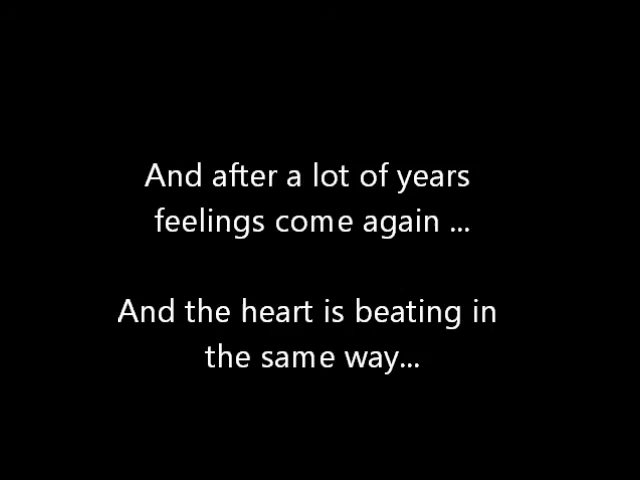 And after a lot of years
feelings come again ...
And the heart is beating in
the same way...